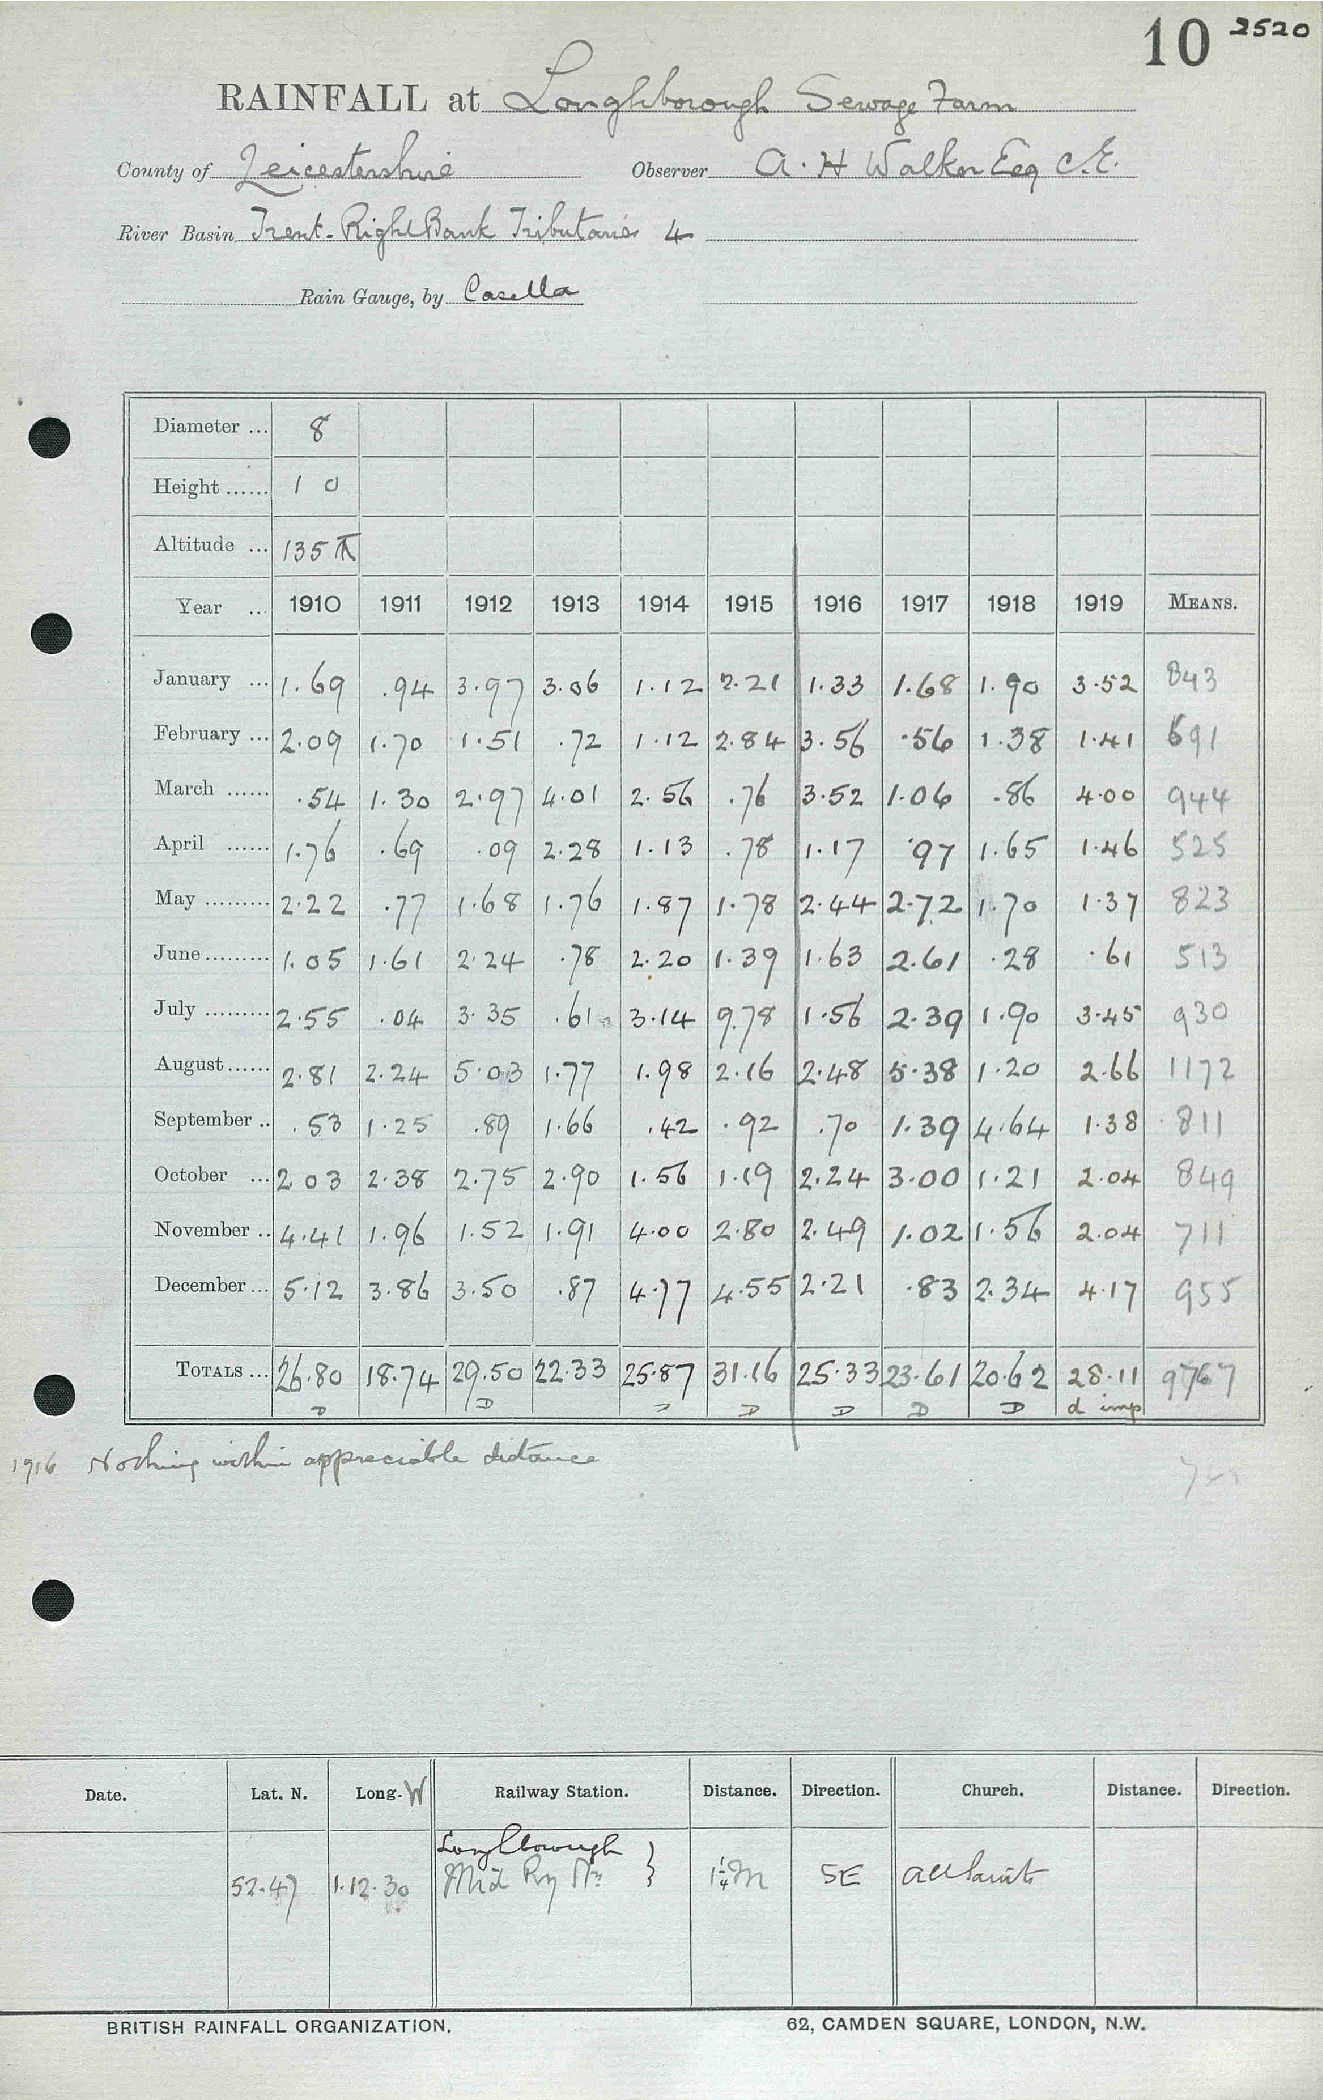 10 2520
RAINFALL at Loughborough Sewage Farm
County of Leicestershire Observer A. H Walker Esq C.E.
River Basin Trent-Right Bank Tributaries 4
Rain Gauge, by Casella
Diameter ... 8
Height ...... 1 0
Altitude ... 135 ft
Year .. 1910 1911 1912 1913 1914 1915 1916 1917 1918 1919 MEANS.
January ... 1.69 .94 3.97 3.06 1.12 2.21 1.33 1.68 1.90 3.52 843
February ... 2.09 1.70 1.51 .72 1.12 2.84 3.56 .56 1.38 1.41 691
March ...... .54 1.30 2.97 4.01 2.56 .76 3.52 1.06 .86 4.00 944
April ...... 1.76 .69 .09 2.28 1.13 .78 1.17 .97 1.65 1.46 525
May ......... 2.22 .77 1.68 1.76 1.87 1.78 2.44 2.72 1.70 1.37 823
June ......... 1.05 1.61 2.24 .78 2.20 1.39 1.63 2.61 .28 .61 513
July ......... 2.55 .04 3.35 .61 3.14 9.78 1.56 2.39 1.90 3.45 930
August ...... 2.81 2.24 5.03 1.77 1.98 2.16 2.48 5.38 1.20 2.66 1172
September .. .53 1.25 .89 1.66 .42 .92 .70 1.39 4.64 1.38 811
October ... 2 03 2.38 2.75 2.90 1.56 1.19 2.24 3.00 1.21 2.04 849
November .. 4.41 1.96 1.52 1.91 4.00 2.80 2.49 1.02 1.56 2.04 711
December ... 5.12 3.86 3.50 .87 4.77 4.55 2.21 .83 2.34 4.17 955
TOTALS ... 26.80 18.74 29.50 22.33 25.87 31.16 25.33 23.61 20.62 28.11 9767
D D D D D D D d imp
1916 Nothing within appreciable distance
Date. Lat. N. Long. W Railway Station. Distance. Direction. Church. Distance. Direction.
Loughborough
52.47 1.12.30 Mid Ry Stn 1¼ M SE All Saints
BRITISH RAINFALL ORGANIZATION. 62, CAMDEN SQUARE, LONDON, N.W.